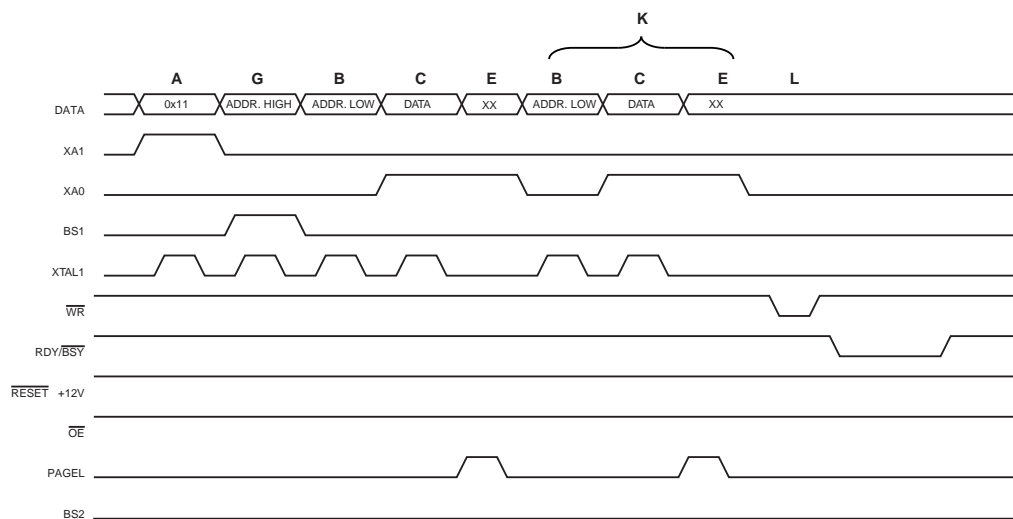 K
A G B C E B C E L
DATA 0x11 ADDR. HIGH ADDR. LOW DATA XX ADDR. LOW DATA XX
XA1
XA0
BS1
XTAL1
WR
RDY/BSY
RESET +12V
OE
PAGEL
BS2